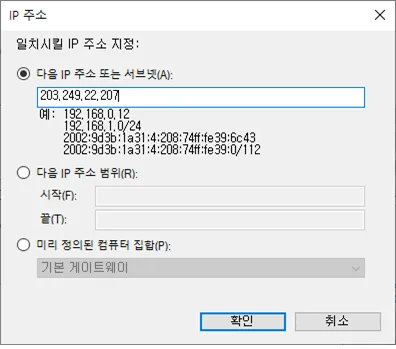 IP 주소
일치시킬 IP 주소 지정:
다음 IP 주소 또는 서브넷(A):
203.249.22.207
예: 192.168.0.12
192.168.1.0/24
2002:9d3b:1a31:4:208:74ff:fe39:6c43
2002:9d3b:1a31:4:208:74ff:fe39:0/112
다음 IP 주소 범위(R):
시작(F):
끝(T):
미리 정의된 컴퓨터 집합(P):
기본 게이트웨이
확인
취소